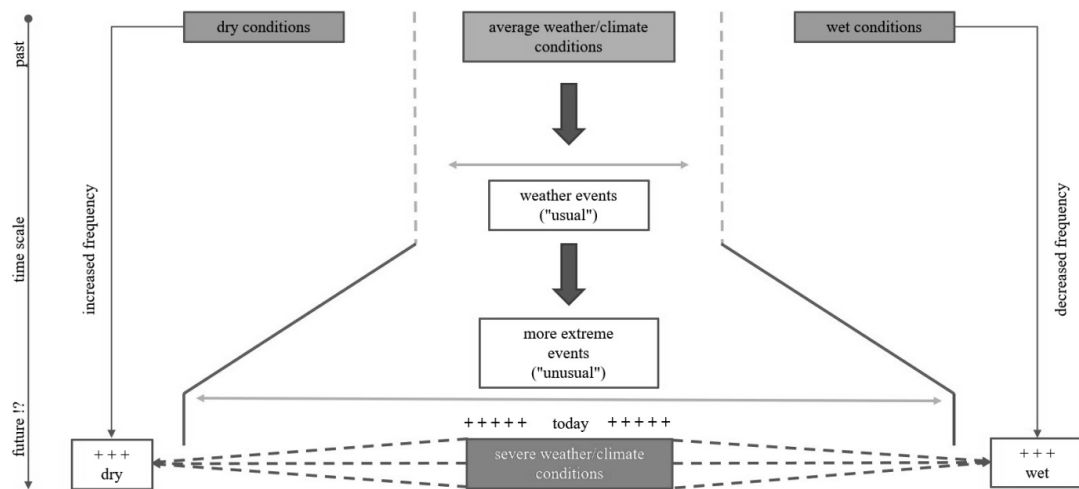 dry conditions
average weather/climate
conditions
wet conditions
past
time scale
future !?
increased frequency
weather events
("usual")
decreased frequency
more extreme
events
("unusual")
+ + + + + today + + + + +
+ + +
dry
severe weather/climate
conditions
+ + +
wet